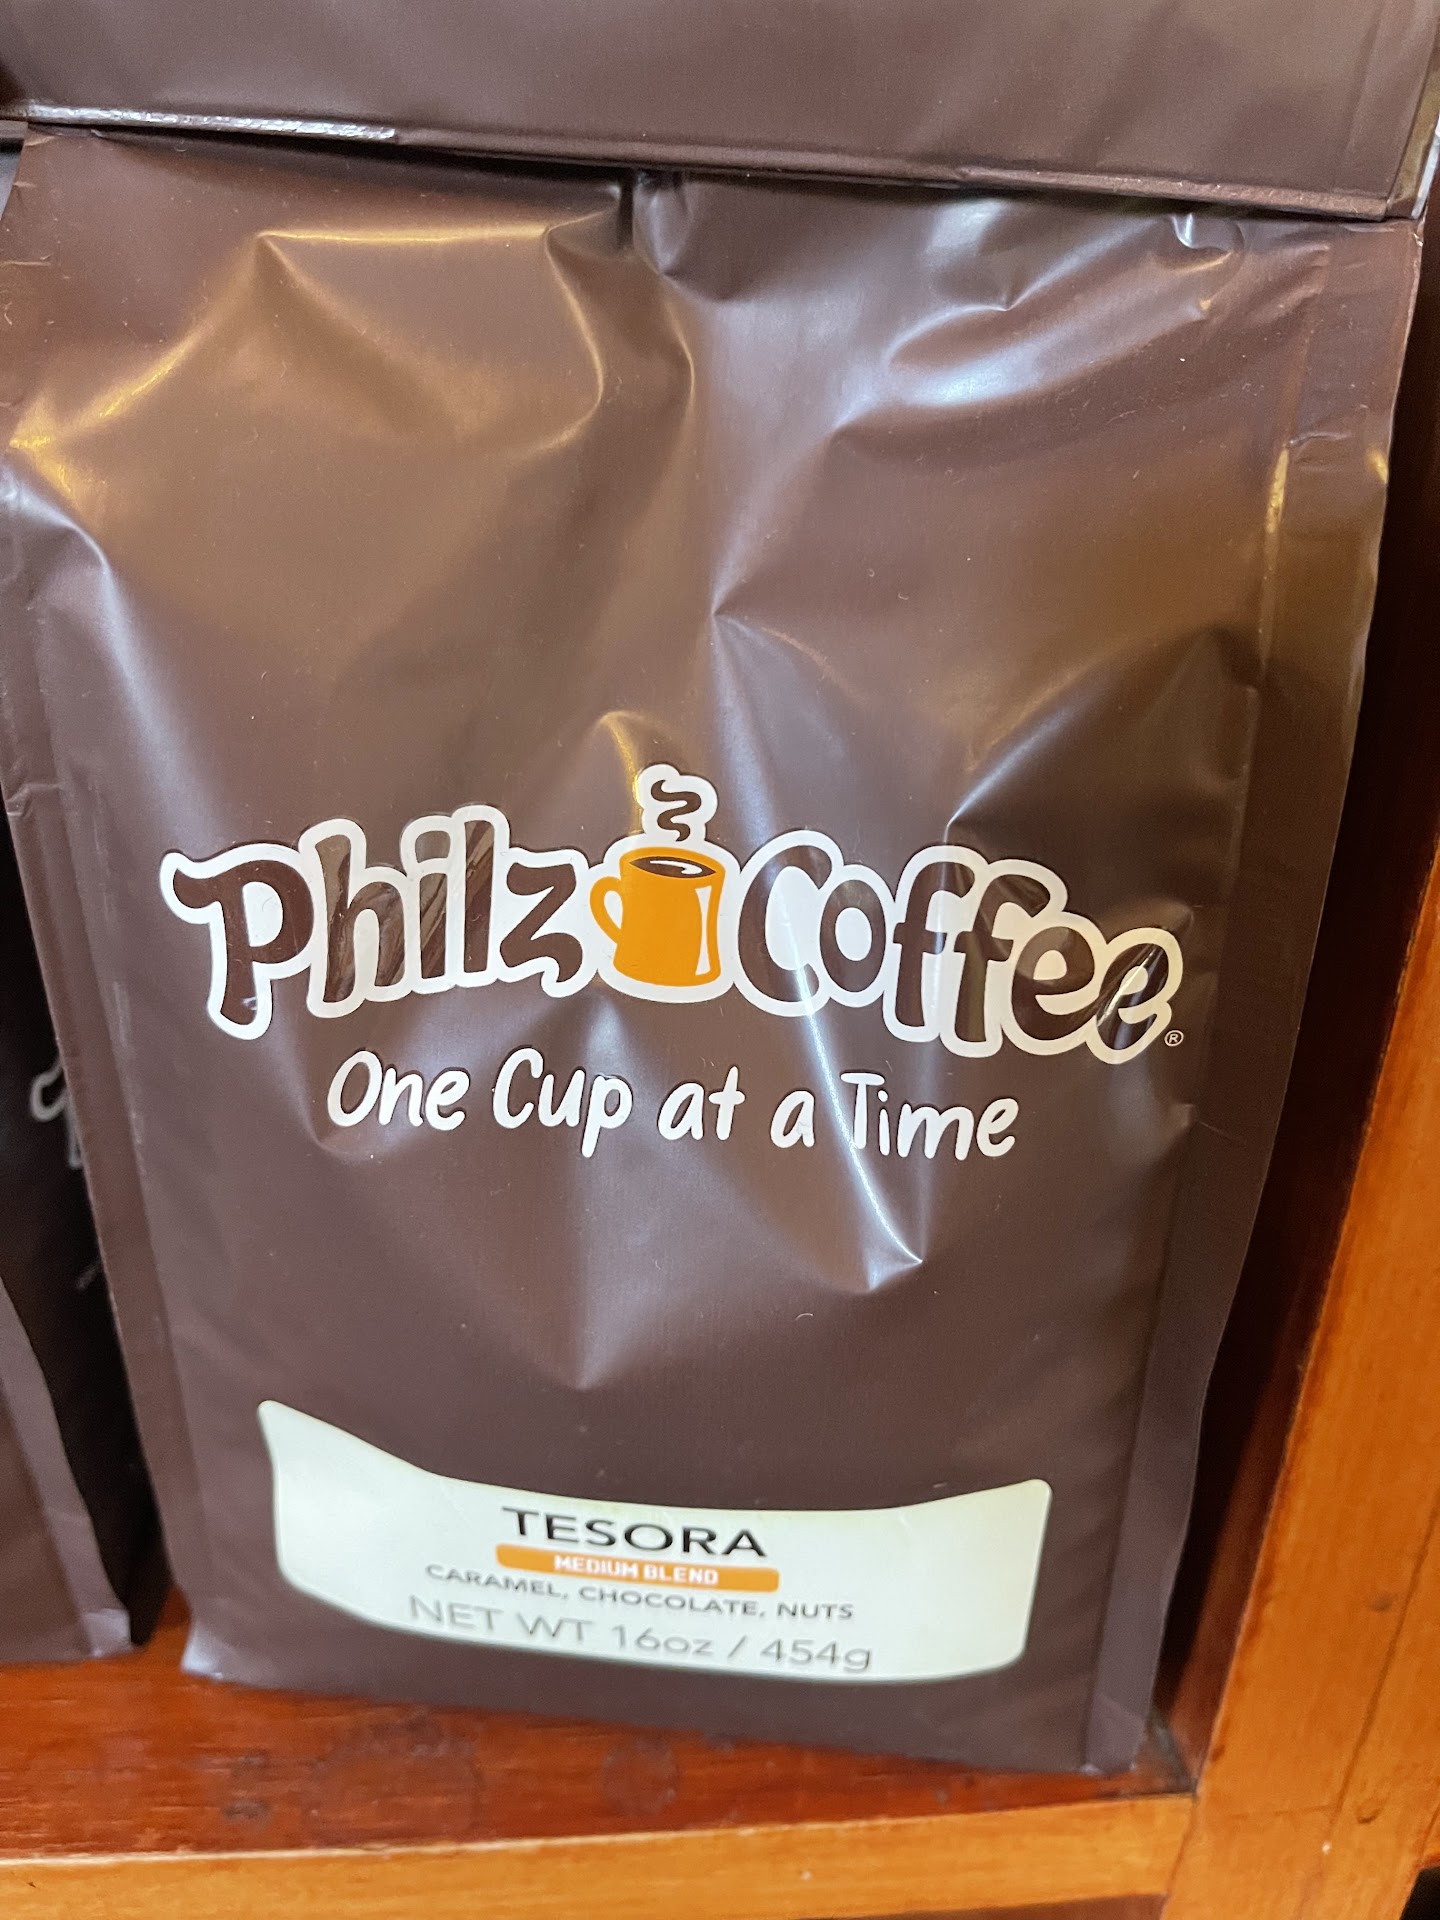 Philz Coffee®
One Cup at a Time
TESORA
MEDIUM BLEND
CARAMEL, CHOCOLATE, NUTS
NET WT 16oz / 454g